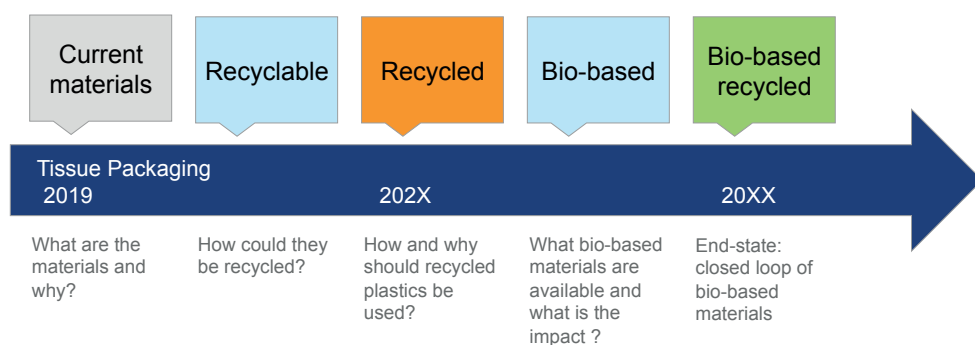 Current
materials
Recyclable
Recycled
Bio-based
Bio-based
recycled
Tissue Packaging
2019
202X
20XX
What are the
materials and
why?
How could they
be recycled?
How and why
should recycled
plastics be
used?
What bio-based
materials are
available and
what is the
impact ?
End-state:
closed loop of
bio-based
materials